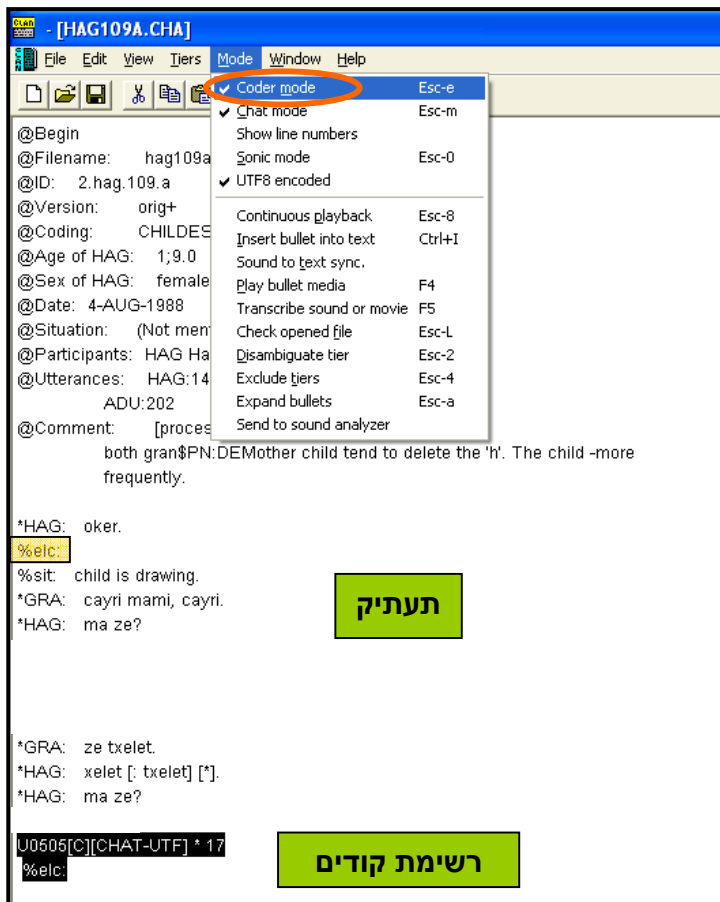 - [HAG109A.CHA]
File Edit View Tiers Mode Window Help
Coder mode Esc-e
Chat mode Esc-m
Show line numbers
Sonic mode Esc-0
UTF8 encoded
Continuous playback Esc-8
Insert bullet into text Ctrl+I
Sound to text sync.
Play bullet media F4
Transcribe sound or movie F5
Check opened file Esc-L
Disambiguate tier Esc-2
Exclude tiers Esc-4
Expand bullets Esc-a
Send to sound analyzer
@Begin
@Filename: hag109a
@ID: 2.hag.109.a
@Version: orig+
@Coding: CHILDES
@Age of HAG: 1;9.0
@Sex of HAG: female
@Date: 4-AUG-1988
@Situation: (Not men
@Participants: HAG Ha
@Utterances: HAG:14
ADU:202
@Comment: [proces
both gran$PN:DEMother child tend to delete the 'h'. The child -more
frequently.
*HAG: oker.
%elc:
%sit: child is drawing.
*GRA: cayri mami, cayri.
*HAG: ma ze?
תעתיק
*GRA: ze txelet.
*HAG: xelet [: txelet] [*].
*HAG: ma ze?
U0505[C][CHAT-UTF] * 17
%elc:
רשימת קודים